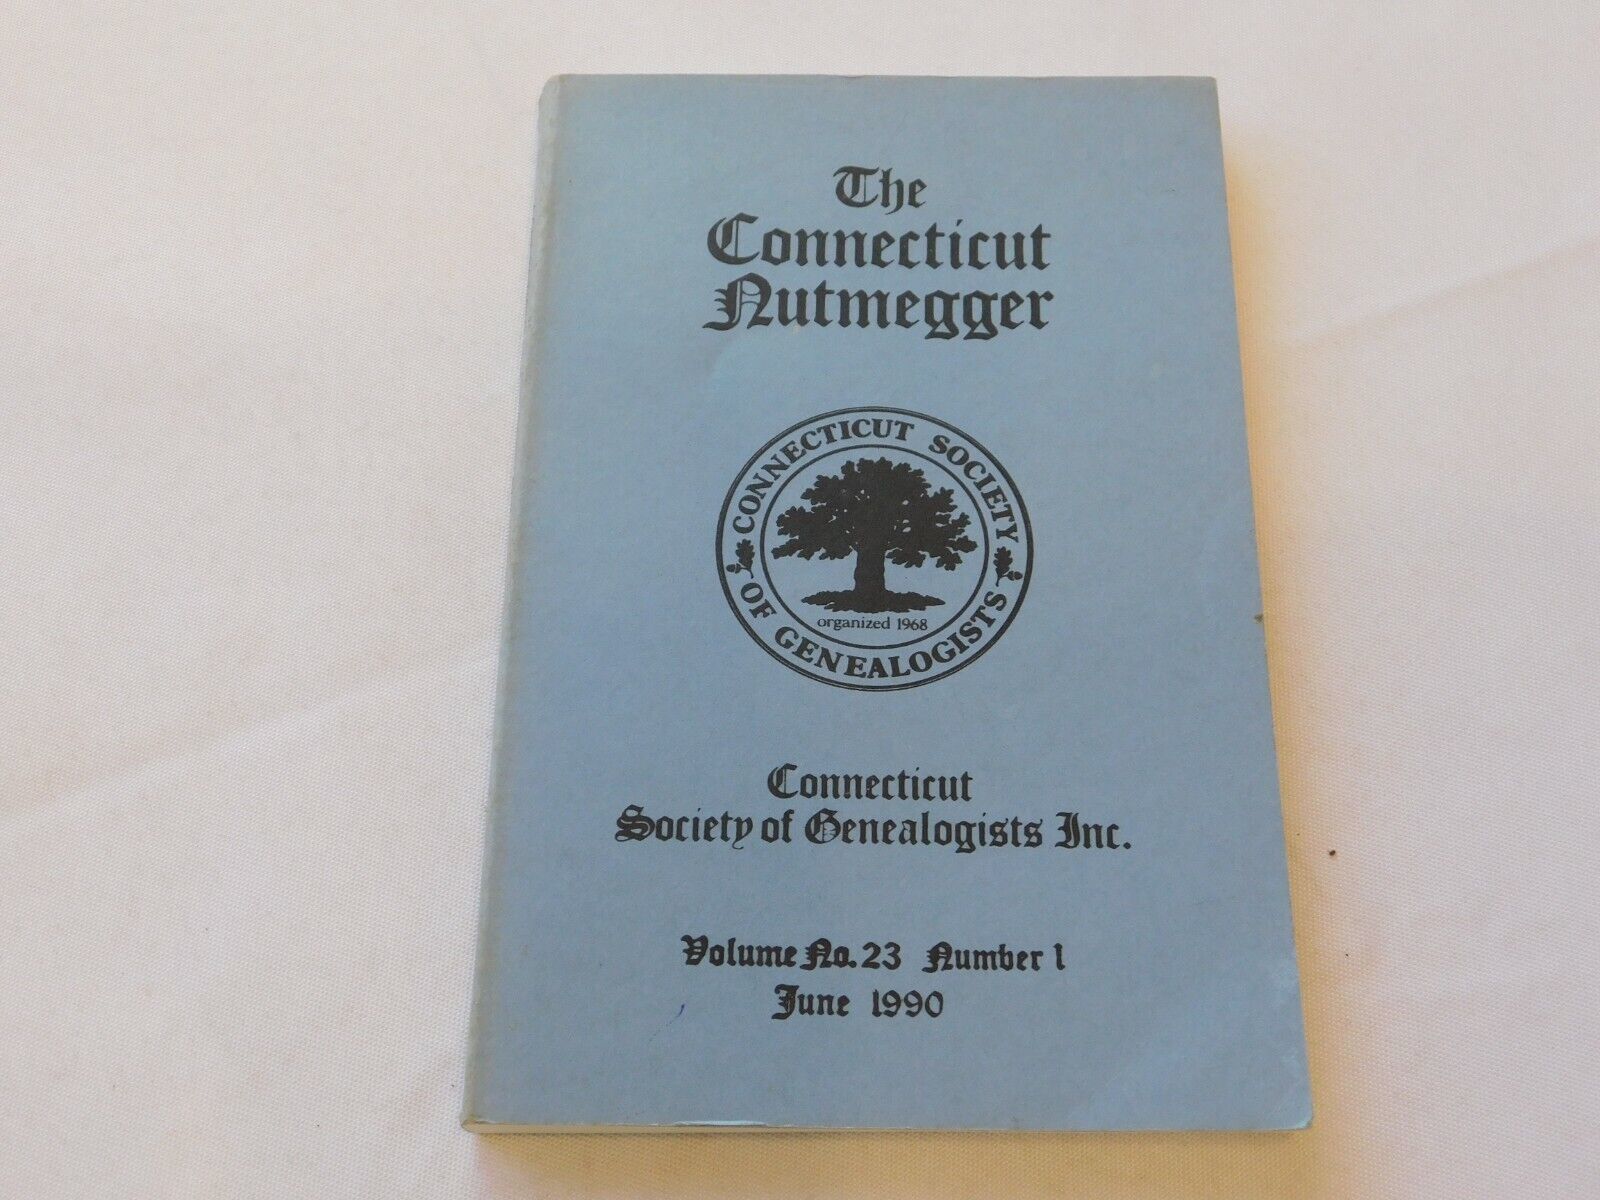 The
Connecticut
Nutmegger
CONNECTICUT SOCIETY
OF GENEALOGISTS
organized 1968
Connecticut
Society of Genealogists Inc.
Volume No. 23 Number 1
June 1990